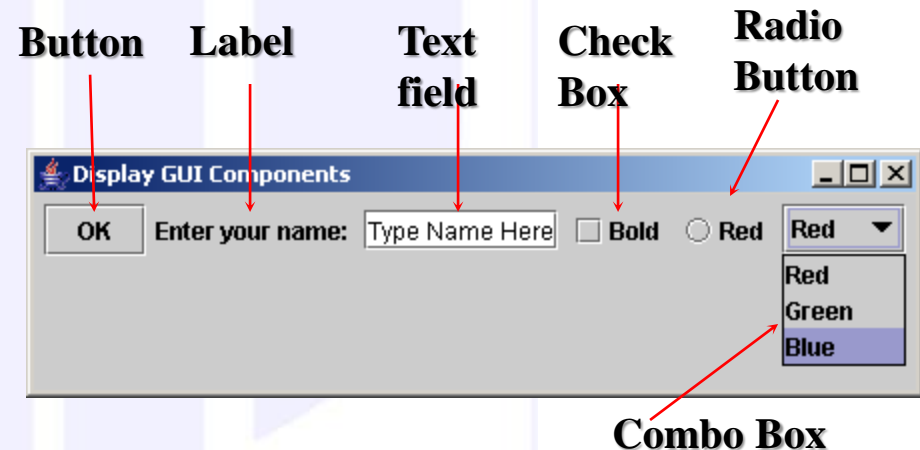 Button Label Text field Check Box Radio Button
Display GUI Components
OK Enter your name: Type Name Here Bold Red Red
Red
Green
Blue
Combo Box